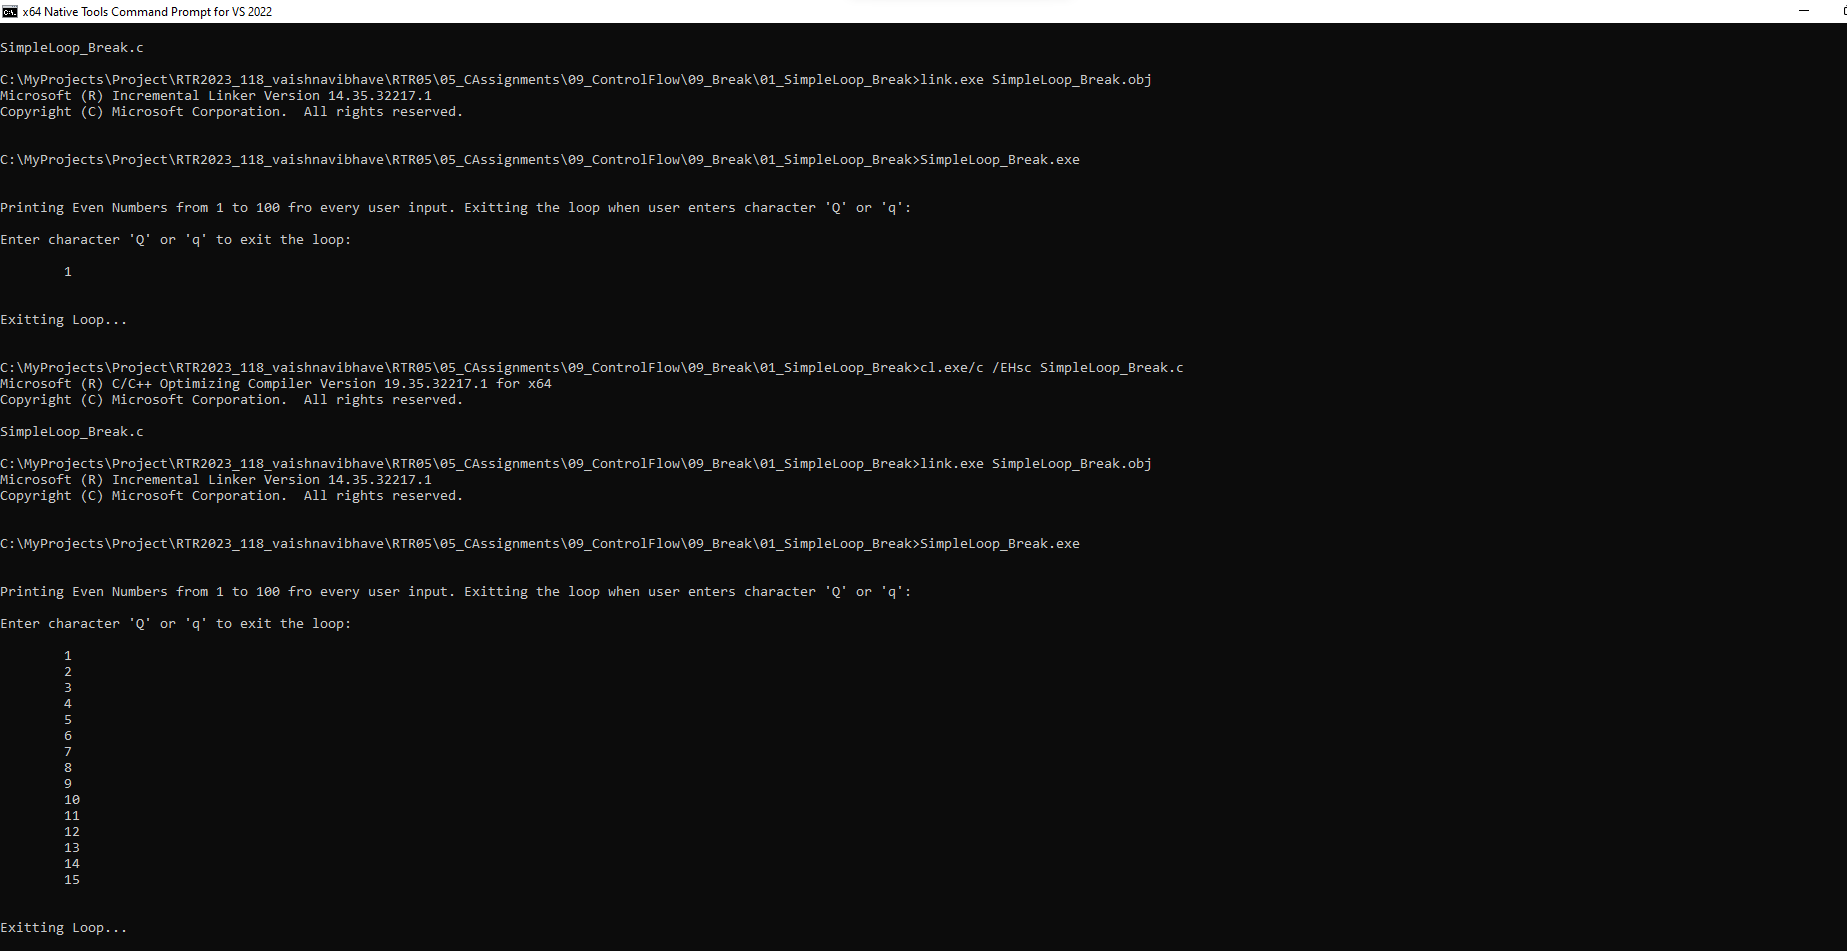 x64 Native Tools Command Prompt for VS 2022
SimpleLoop_Break.c
C:\MyProjects\Project\RTR2023_118_vaishnavibhave\RTR05\05_CAssignments\09_ControlFlow\09_Break\01_SimpleLoop_Break>link.exe SimpleLoop_Break.obj
Microsoft (R) Incremental Linker Version 14.35.32217.1
Copyright (C) Microsoft Corporation.  All rights reserved.
C:\MyProjects\Project\RTR2023_118_vaishnavibhave\RTR05\05_CAssignments\09_ControlFlow\09_Break\01_SimpleLoop_Break>SimpleLoop_Break.exe
Printing Even Numbers from 1 to 100 fro every user input. Exitting the loop when user enters character 'Q' or 'q':
Enter character 'Q' or 'q' to exit the loop:
1
Exitting Loop...
C:\MyProjects\Project\RTR2023_118_vaishnavibhave\RTR05\05_CAssignments\09_ControlFlow\09_Break\01_SimpleLoop_Break>cl.exe/c /EHsc SimpleLoop_Break.c
Microsoft (R) C/C++ Optimizing Compiler Version 19.35.32217.1 for x64
Copyright (C) Microsoft Corporation.  All rights reserved.
SimpleLoop_Break.c
C:\MyProjects\Project\RTR2023_118_vaishnavibhave\RTR05\05_CAssignments\09_ControlFlow\09_Break\01_SimpleLoop_Break>link.exe SimpleLoop_Break.obj
Microsoft (R) Incremental Linker Version 14.35.32217.1
Copyright (C) Microsoft Corporation.  All rights reserved.
C:\MyProjects\Project\RTR2023_118_vaishnavibhave\RTR05\05_CAssignments\09_ControlFlow\09_Break\01_SimpleLoop_Break>SimpleLoop_Break.exe
Printing Even Numbers from 1 to 100 fro every user input. Exitting the loop when user enters character 'Q' or 'q':
Enter character 'Q' or 'q' to exit the loop:
1
2
3
4
5
6
7
8
9
10
11
12
13
14
15
Exitting Loop...